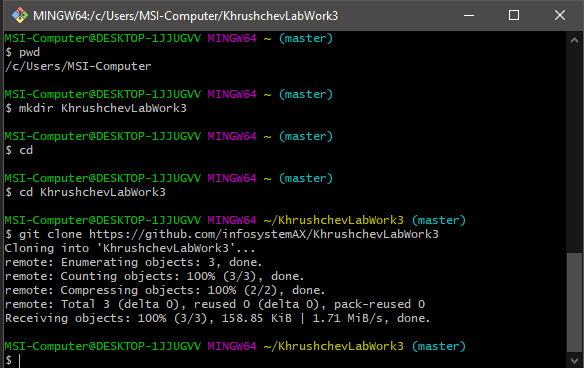 MINGW64:/c/Users/MSI-Computer/KhrushchevLabWork3
MSI-Computer@DESKTOP-1JJUGVV MINGW64 ~ (master)
$ pwd
/c/Users/MSI-Computer
MSI-Computer@DESKTOP-1JJUGVV MINGW64 ~ (master)
$ mkdir KhrushchevLabWork3
MSI-Computer@DESKTOP-1JJUGVV MINGW64 ~ (master)
$ cd
MSI-Computer@DESKTOP-1JJUGVV MINGW64 ~ (master)
$ cd KhrushchevLabWork3
MSI-Computer@DESKTOP-1JJUGVV MINGW64 ~/KhrushchevLabWork3 (master)
$ git clone https://github.com/infosystemAX/KhrushchevLabWork3
Cloning into 'KhrushchevLabWork3'...
remote: Enumerating objects: 3, done.
remote: Counting objects: 100% (3/3), done.
remote: Compressing objects: 100% (2/2), done.
remote: Total 3 (delta 0), reused 0 (delta 0), pack-reused 0
Receiving objects: 100% (3/3), 158.85 KiB | 1.71 MiB/s, done.
MSI-Computer@DESKTOP-1JJUGVV MINGW64 ~/KhrushchevLabWork3 (master)
$